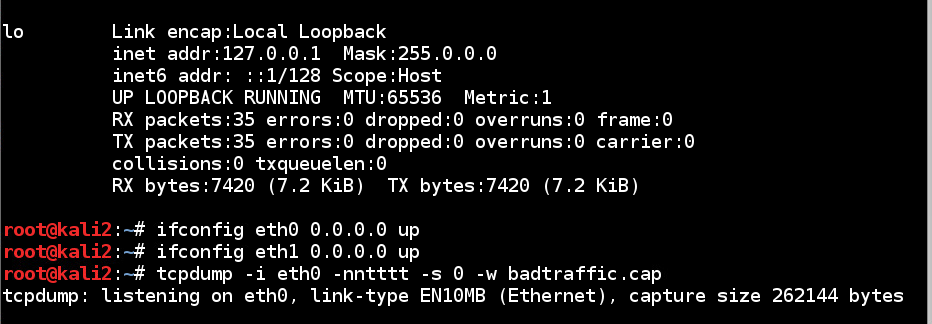 lo Link encap:Local Loopback
inet addr:127.0.0.1 Mask:255.0.0.0
inet6 addr: ::1/128 Scope:Host
UP LOOPBACK RUNNING MTU:65536 Metric:1
RX packets:35 errors:0 dropped:0 overruns:0 frame:0
TX packets:35 errors:0 dropped:0 overruns:0 carrier:0
collisions:0 txqueuelen:0
RX bytes:7420 (7.2 KiB) TX bytes:7420 (7.2 KiB)
root@kali2:~# ifconfig eth0 0.0.0.0 up
root@kali2:~# ifconfig eth1 0.0.0.0 up
root@kali2:~# tcpdump -i eth0 -nntttt -s 0 -w badtraffic.cap
tcpdump: listening on eth0, link-type EN10MB (Ethernet), capture size 262144 bytes